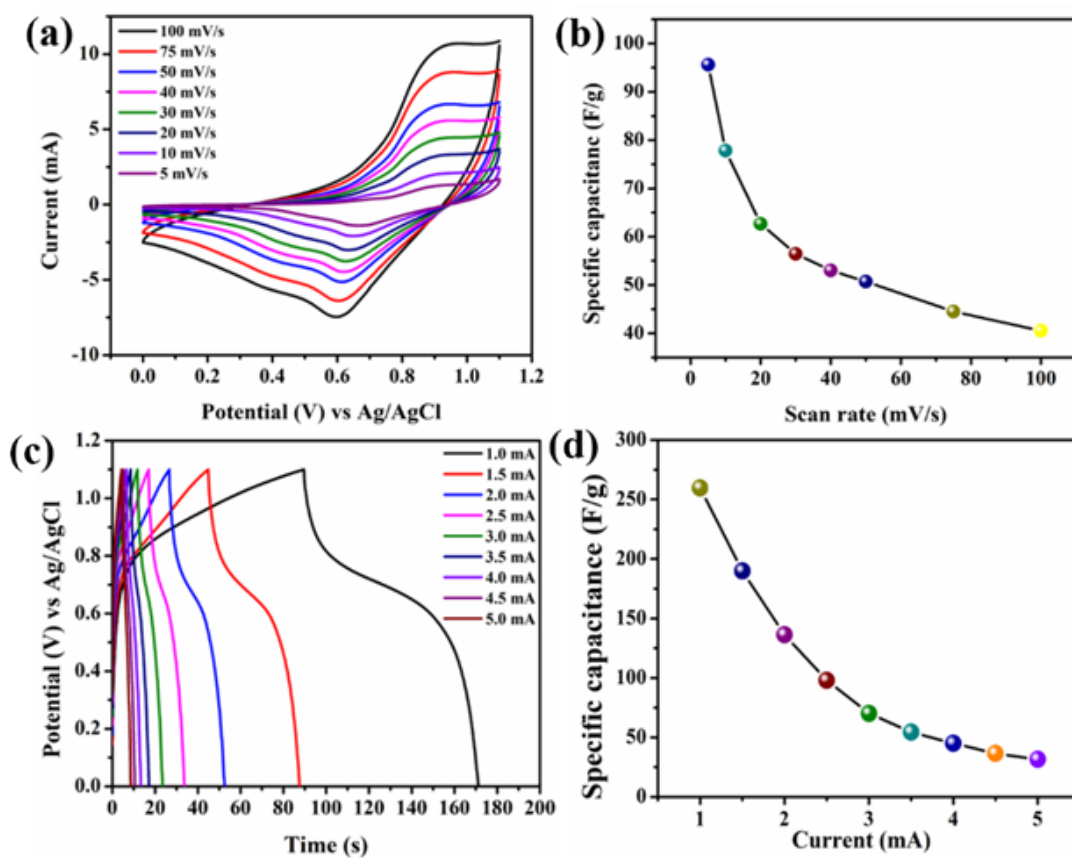 (a)
100 mV/s
75 mV/s
50 mV/s
40 mV/s
30 mV/s
20 mV/s
10 mV/s
5 mV/s
10
5
0
-5
-10
Current (mA)
0.0 0.2 0.4 0.6 0.8 1.0 1.2
Potential (V) vs Ag/AgCl
(b)
100
90
80
70
60
50
40
Specific capacitanc (F/g)
0 20 40 60 80 100
Scan rate (mV/s)
(c)
1.0 mA
1.5 mA
2.0 mA
2.5 mA
3.0 mA
3.5 mA
4.0 mA
4.5 mA
5.0 mA
1.2
1.0
0.8
0.6
0.4
0.2
0.0
Potential (V) vs Ag/AgCl
0 20 40 60 80 100 120 140 160 180 200
Time (s)
(d)
300
250
200
150
100
50
0
Specific capacitance (F/g)
1 2 3 4 5
Current (mA)